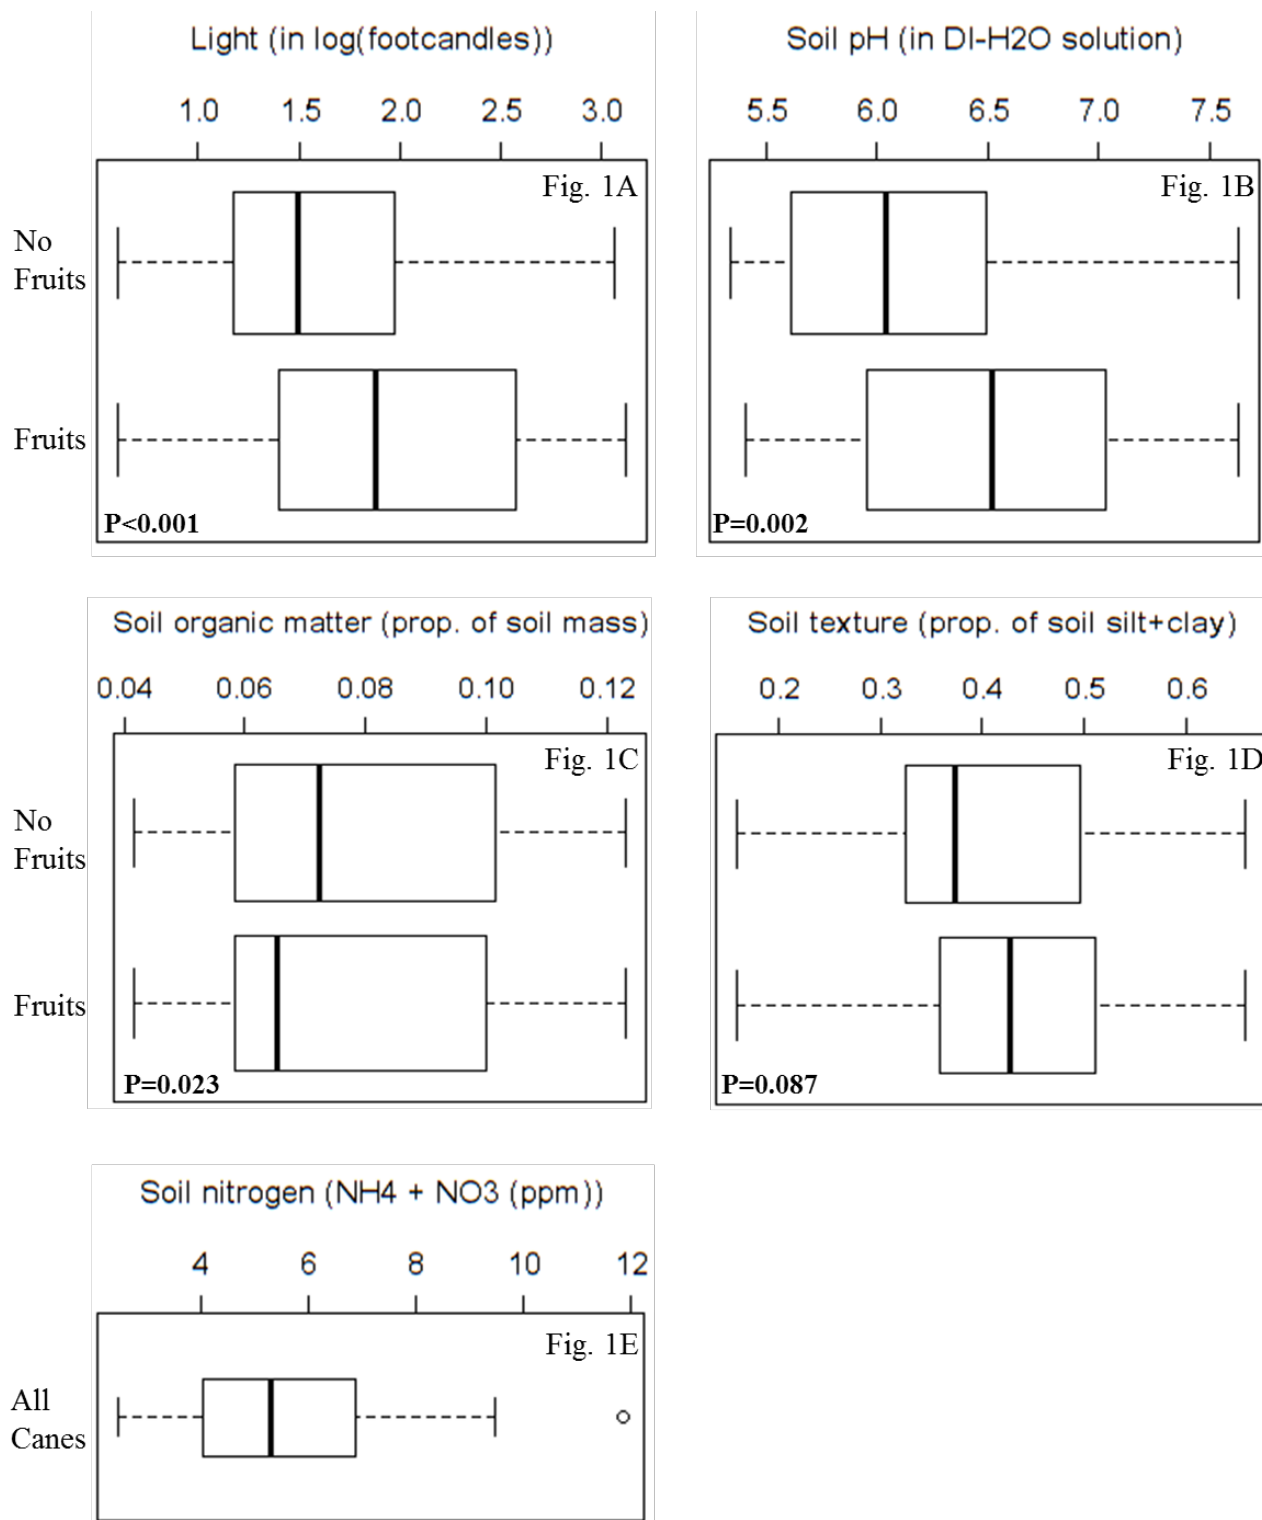 Light (in log(footcandles))
1.0 1.5 2.0 2.5 3.0
Fig. 1A
No
Fruits
Fruits
P<0.001
Soil pH (in DI-H2O solution)
5.5 6.0 6.5 7.0 7.5
Fig. 1B
P=0.002
Soil organic matter (prop. of soil mass)
0.04 0.06 0.08 0.10 0.12
Fig. 1C
No
Fruits
Fruits
P=0.023
Soil texture (prop. of soil silt+clay)
0.2 0.3 0.4 0.5 0.6
Fig. 1D
P=0.087
Soil nitrogen (NH4 + NO3 (ppm))
4 6 8 10 12
Fig. 1E
All
Canes